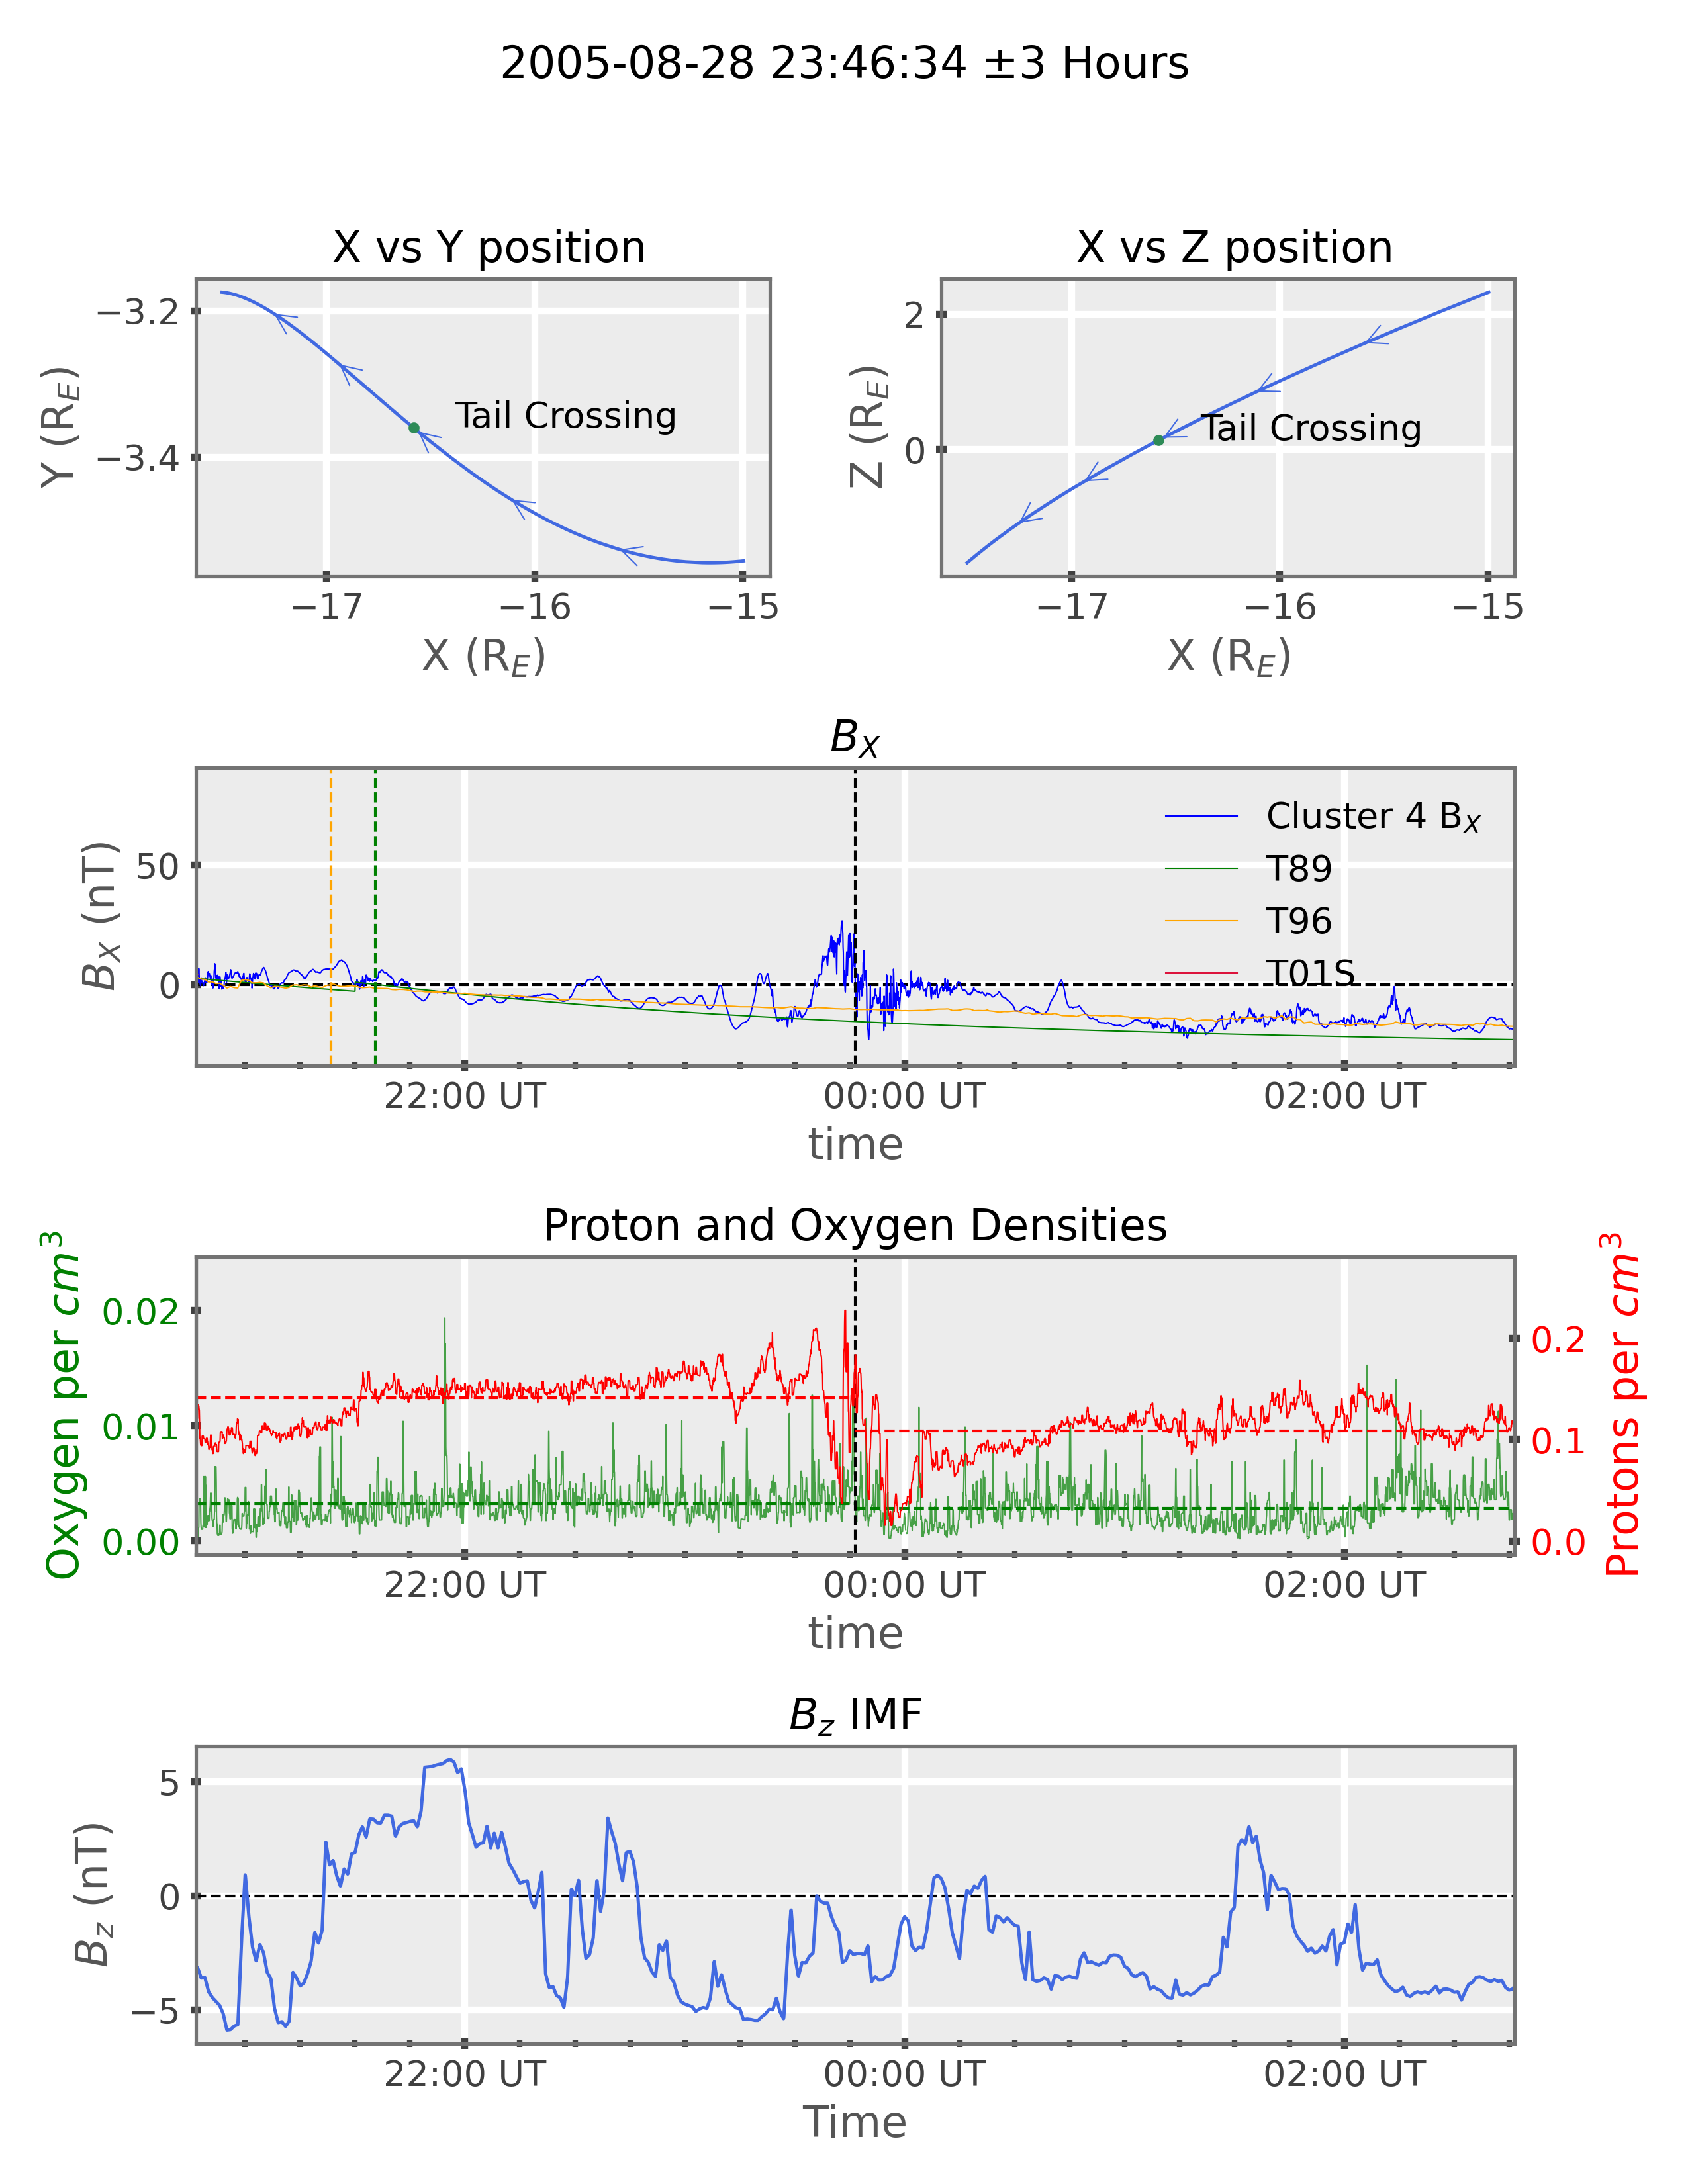 2005-08-28 23:46:34 ±3 Hours
X vs Y position
X vs Z position
−3.2
−3.4
Y (R_E)
Tail Crossing
−17
−16
−15
X (R_E)
2
0
Z (R_E)
Tail Crossing
−17
−16
−15
X (R_E)
B_X
50
0
B_X (nT)
Cluster 4 B_X
T89
T96
T01S
22:00 UT
00:00 UT
02:00 UT
time
Proton and Oxygen Densities
Oxygen per cm^3
0.02
0.01
0.00
0.2
0.1
0.0
Protons per cm^3
22:00 UT
00:00 UT
02:00 UT
time
B_z IMF
5
0
−5
B_z (nT)
22:00 UT
00:00 UT
02:00 UT
Time